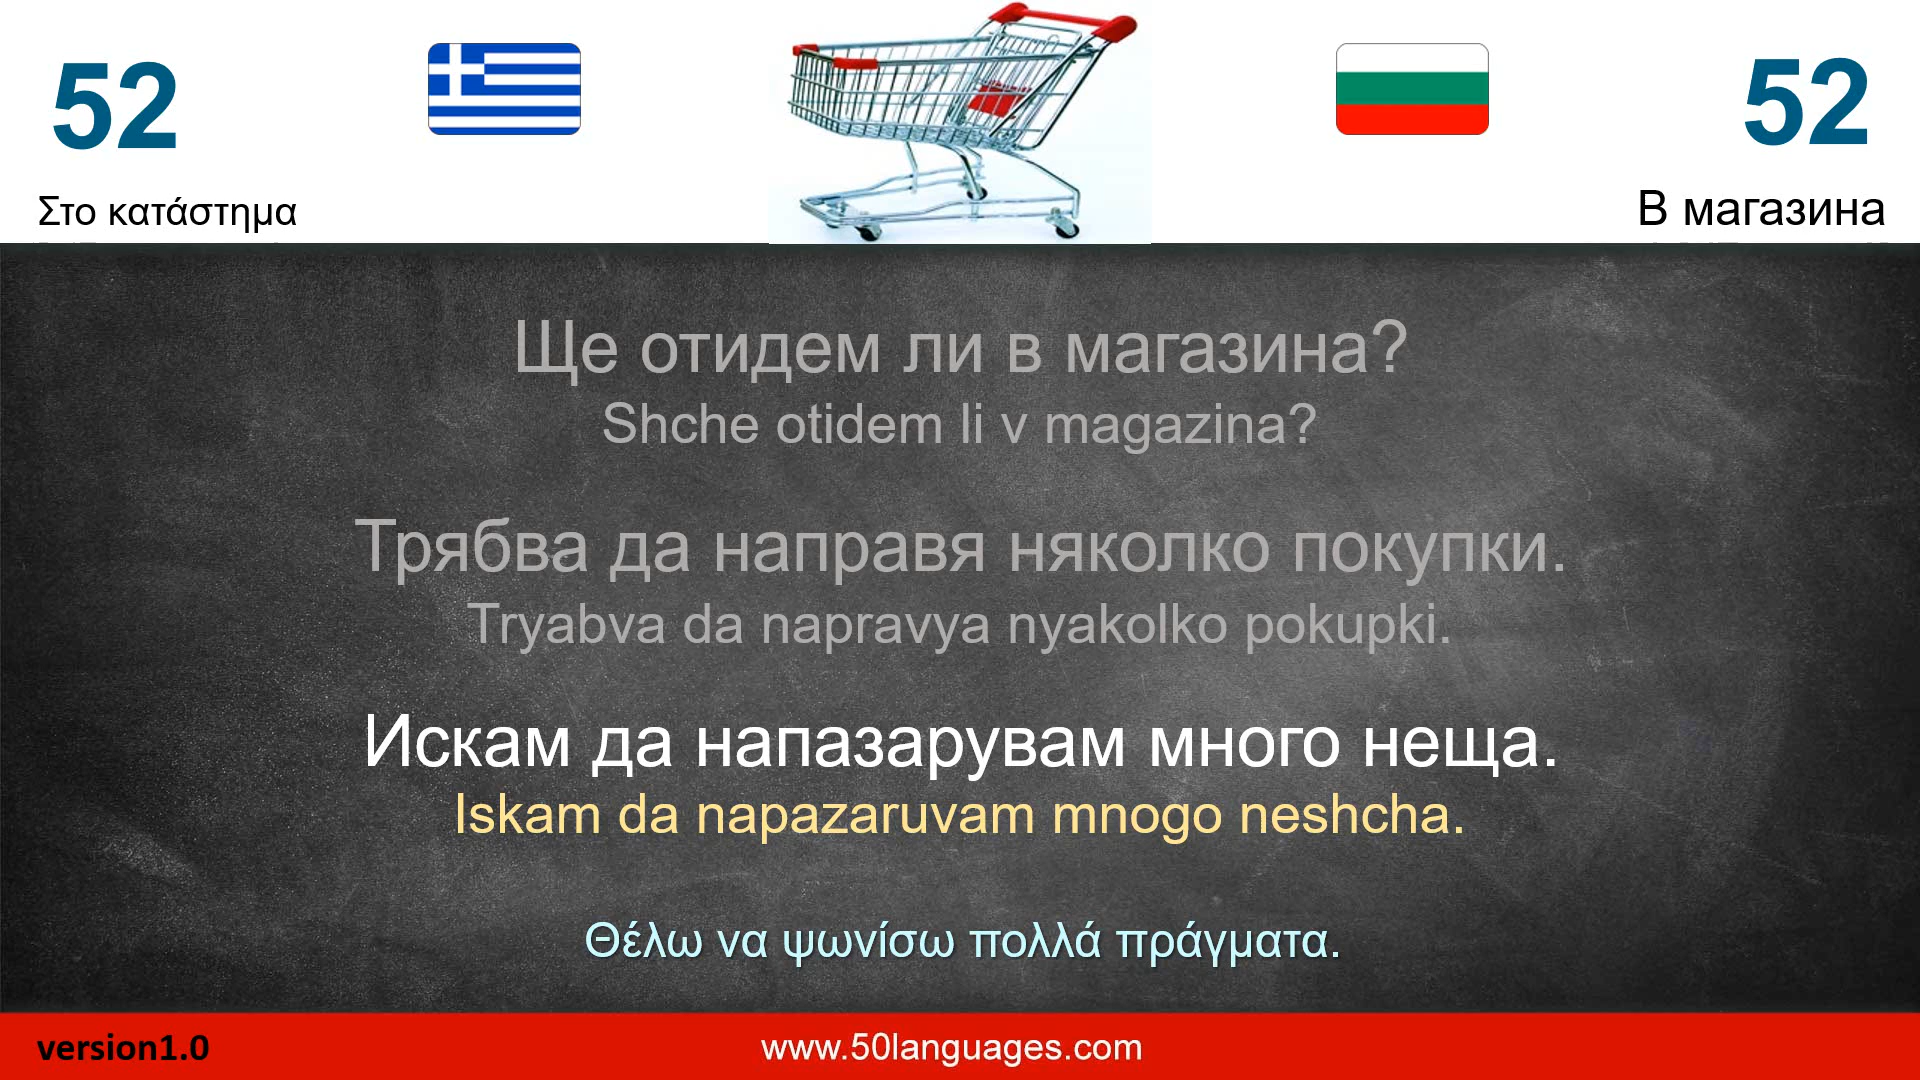 52
52
Στο κατάστημα
В магазина
Ще отидем ли в магазина?
Shche otidem li v magazina?
Трябва да направя няколко покупки.
Tryabva da napravya nyakolko pokupki.
Искам да напазарувам много неща.
Iskam da napazaruvam mnogo neshcha.
Θέλω να ψωνίσω πολλά πράγματα.
version1.0
www.50languages.com